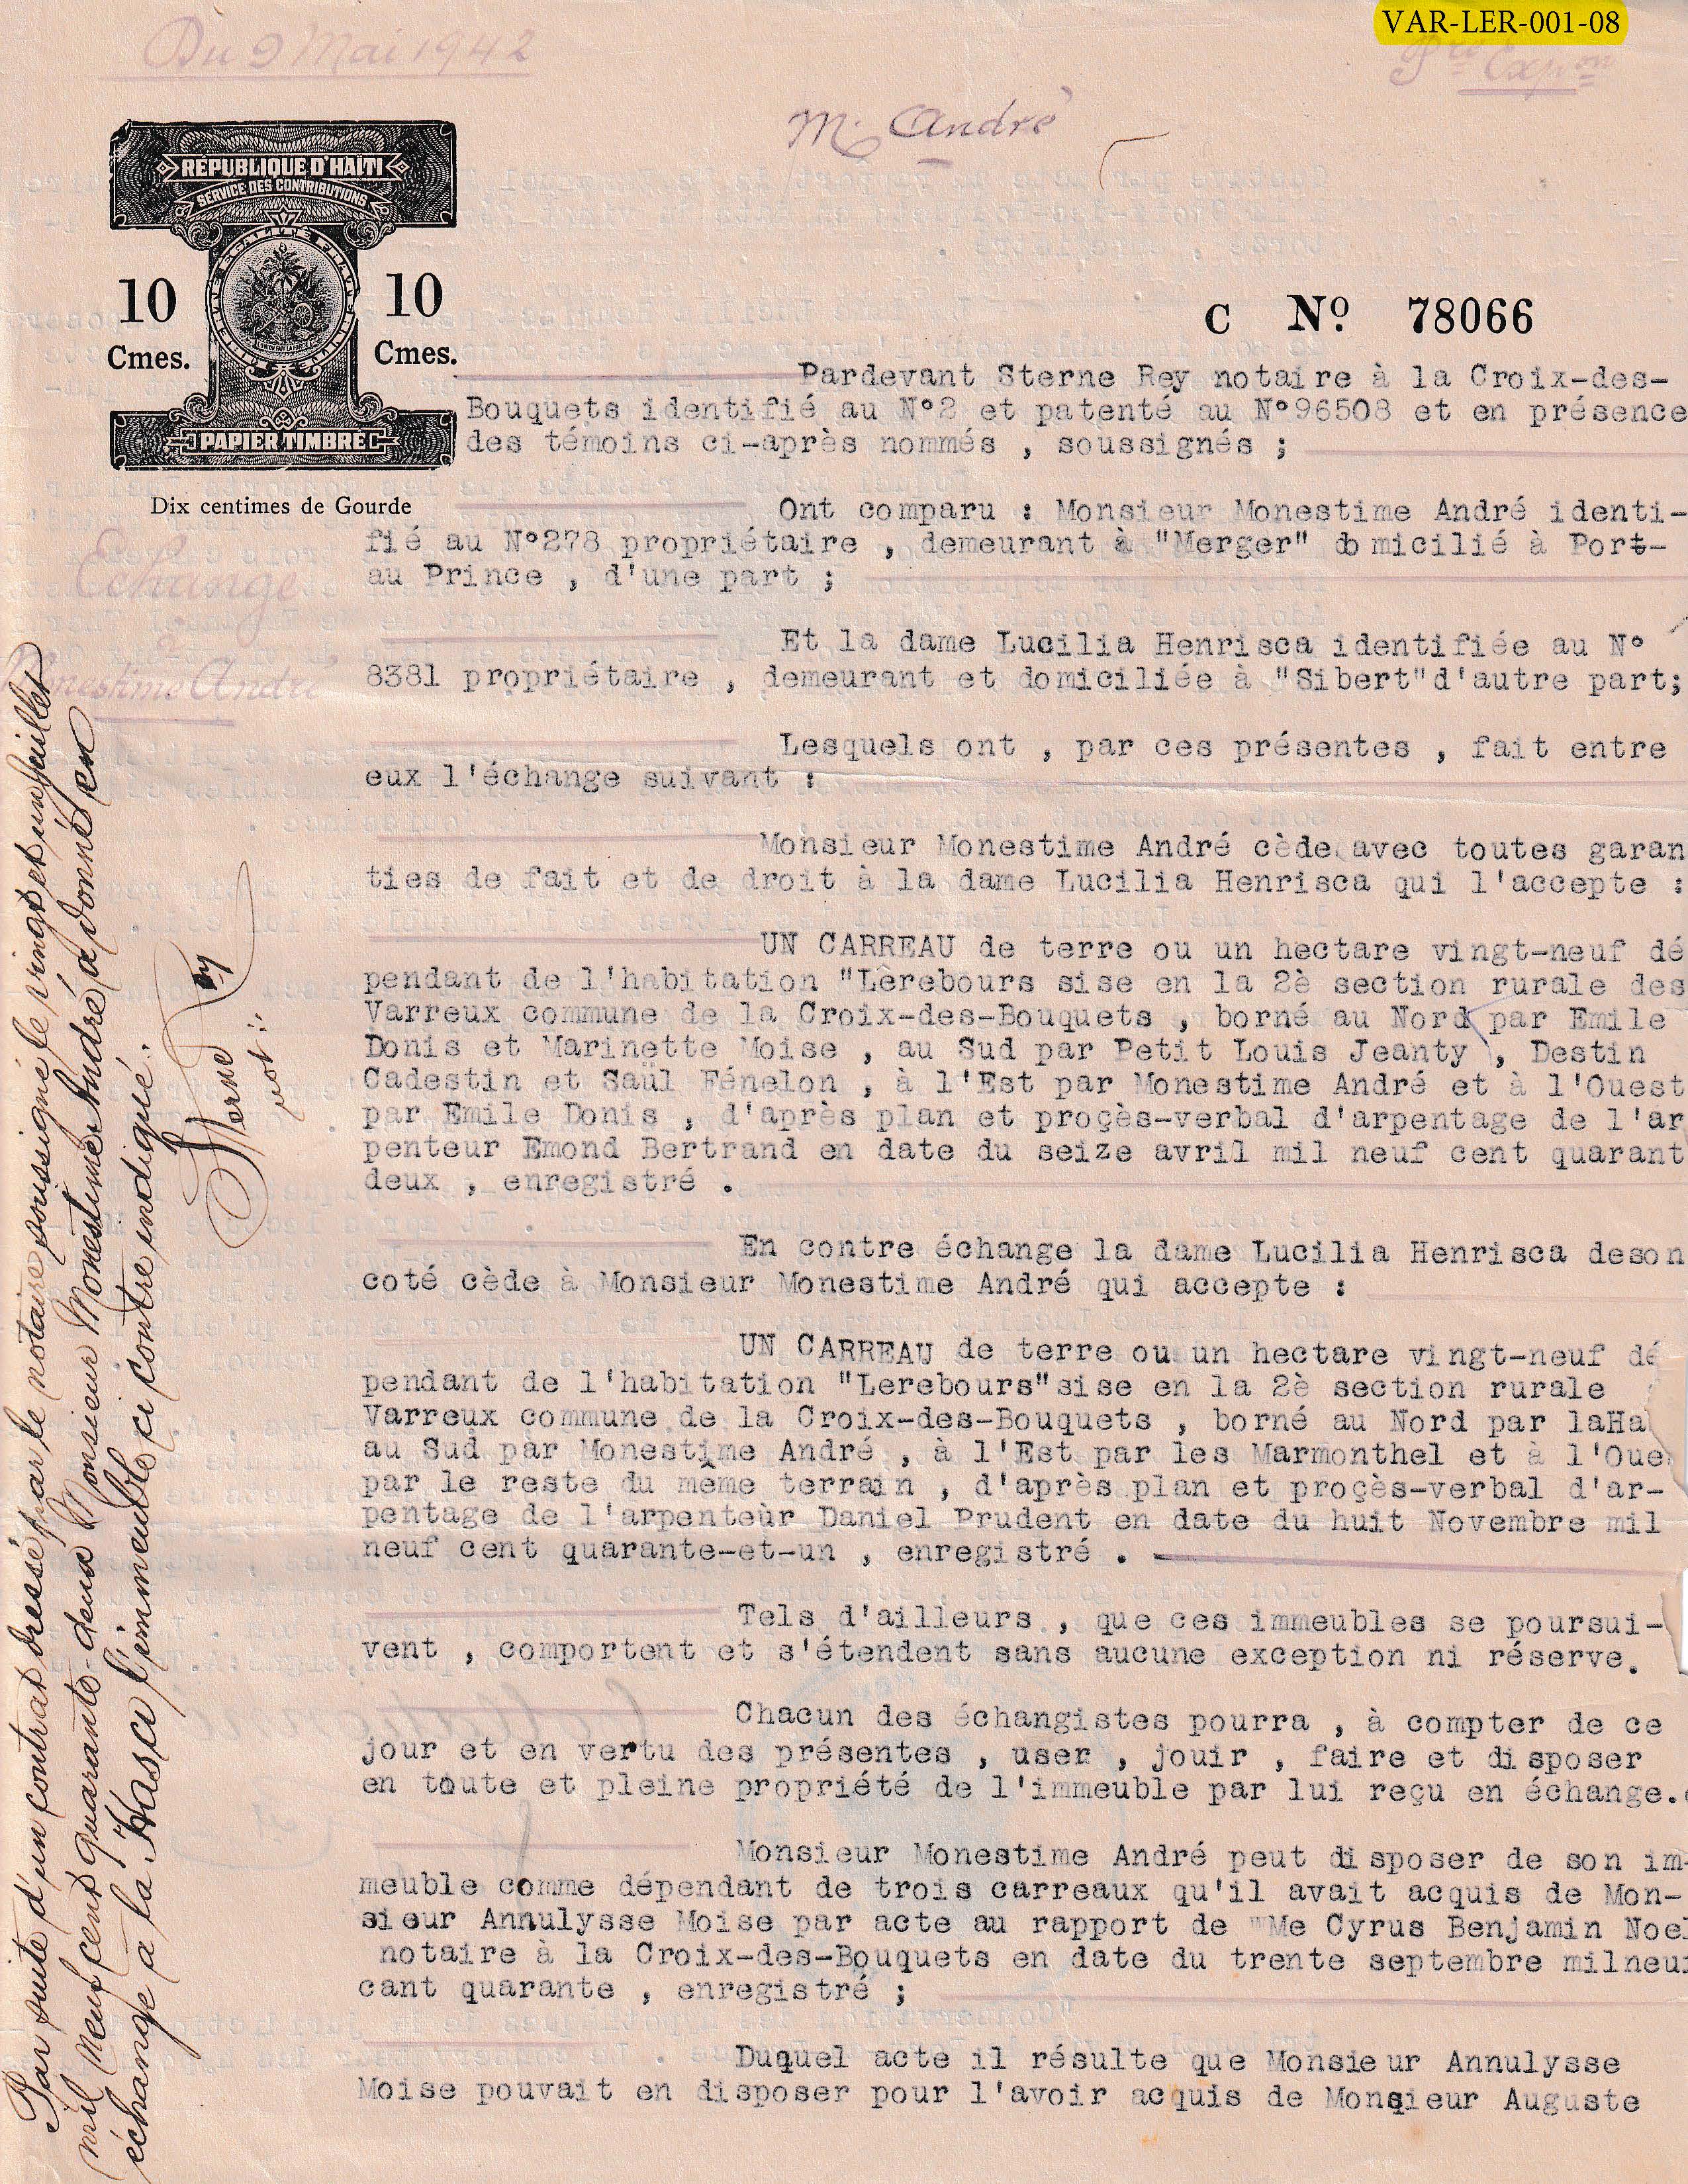 VAR-LER-001-08
Du 9 Mai 1942
M. André
RÉPUBLIQUE D'HAÏTI
SERVICE DES CONTRIBUTIONS
10 Cmes.
10 Cmes.
PAPIER TIMBRE
Dix centimes de Gourde
C No. 78066
Echange
à
Monestime André
Pardevant Sterne Rey notaire à la Croix-des-
Bouquets identifié au N°2 et patenté au N°96508 et en présence
des témoins ci-après nommés , soussignés ;
Ont comparu : Monsieur Monestime André identi-
fié au N°278 propriétaire , demeurant à "Merger" domicilié à Port-
au Prince , d'une part ;
Et la dame Lucilia Henrisca identifiée au N°
8381 propriétaire , demeurant et domiciliée à "Sibert"d'autre part;
Lesquels ont , par ces présentes , fait entre
eux l'échange suivant :
Monsieur Monestime André cède avec toutes garan
ties de fait et de droit à la dame Lucilia Henrisca qui l'accepte :
UN CARREAU de terre ou un hectare vingt-neuf dé
pendant de l'habitation "Lèrebours sise en la 2è section rurale des
Varreux commune de la Croix-des-Bouquets , borné au Nord par Emile
Donis et Marinette Moise , au Sud par Petit Louis Jeanty , Destin
Cadestin et Saül Fénelon , à l'Est par Monestime André et à l'Ouest
par Emile Donis , d'après plan et proçès-verbal d'arpentage de l'ar
penteur Emond Bertrand en date du seize avril mil neuf cent quarant
deux , enregistré .
En contre échange la dame Lucilia Henrisca deson
coté cède à Monsieur Monestime André qui accepte :
UN CARREAU de terre ou un hectare vingt-neuf dé
pendant de l'habitation "Lerebours"sise en la 2è section rurale
Varreux commune de la Croix-des-Bouquets , borné au Nord par laHa
au Sud par Monestime André , à l'Est par les Marmonthel et à l'Oue
par le reste du même terrain , d'après plan et proçès-verbal d'ar-
pentage de l'arpenteur Daniel Prudent en date du huit Novembre mil
neuf cent quarante-et-un , enregistré .
Tels d'ailleurs , que ces immeubles se poursui-
vent , comportent et s'étendent sans aucune exception ni réserve.
Chacun des échangistes pourra , à compter de ce
jour et en vertu des présentes , user , jouir , faire et disposer
en toute et pleine propriété de l'immeuble par lui reçu en échange.
Monsieur Monestime André peut disposer de son im-
meuble comme dépendant de trois carreaux qu'il avait acquis de Mon-
sieur Annulysse Moise par acte au rapport de Me Cyrus Benjamin Noel
notaire à la Croix-des-Bouquets en date du trente septembre milneuf
cant quarante , enregistré ;
Duquel acte il résulte que Monsieur Annulysse
Moise pouvait en disposer pour l'avoir acquis de Monsieur Auguste
Par suite d'un contrat dressé par le notaire soussigné le vingt et un juillet
mil neuf cent quarante-deux Monsieur Monestime André a donné en
échange à la Hasco l'immeuble ci contre indiqué.
Sterne Rey
not: